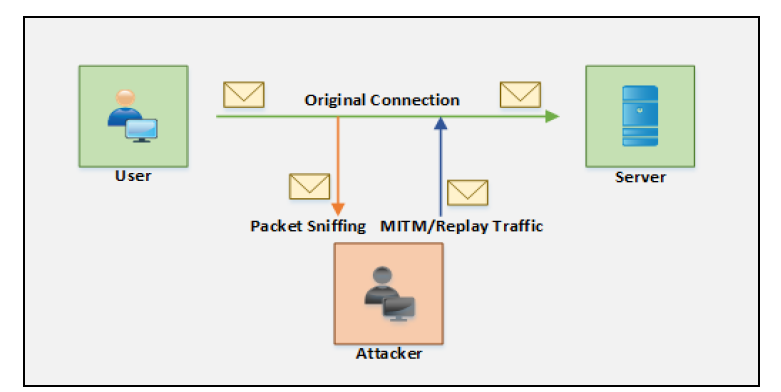 Original Connection
User
Server
Packet Sniffing
MITM/Replay Traffic
Attacker